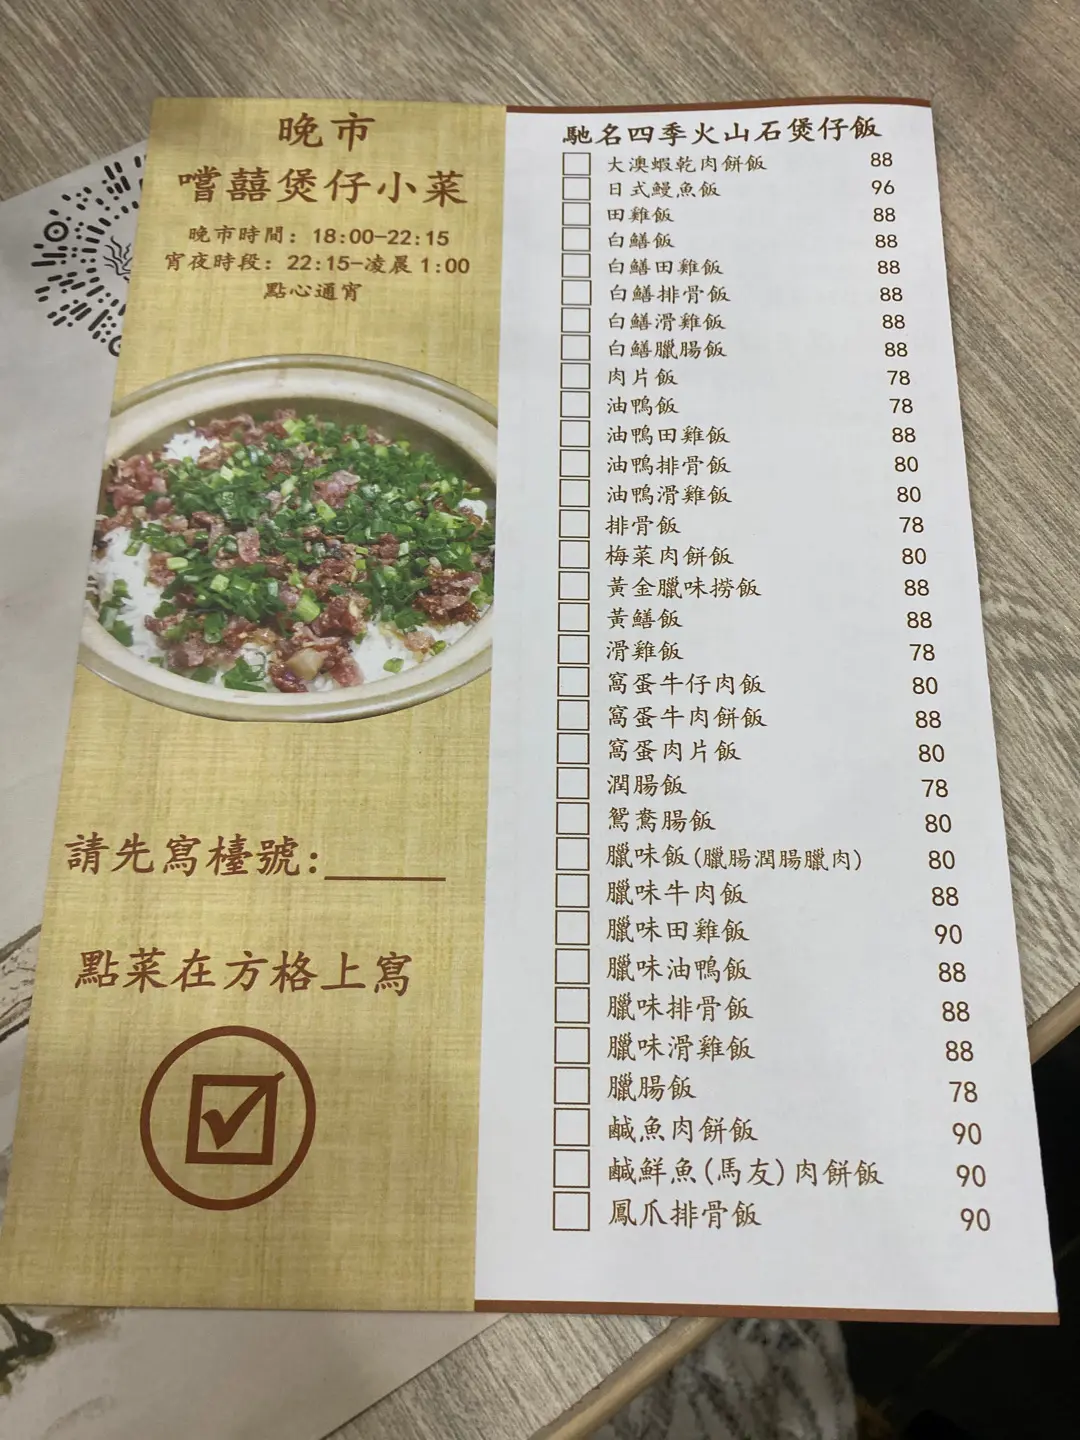 晚市
嚐囍煲仔小菜
晚市時間: 18:00-22:15
宵夜時段: 22:15-凌晨1:00
點心通宵
請先寫檯號:_____
點菜在方格上寫
馳名四季火山石煲仔飯
大澳蝦乾肉餅飯 88
日式鰻魚飯 96
田雞飯 88
白鱔飯 88
白鱔田雞飯 88
白鱔排骨飯 88
白鱔滑雞飯 88
白鱔臘腸飯 88
肉片飯 78
油鴨飯 78
油鴨田雞飯 88
油鴨排骨飯 80
油鴨滑雞飯 80
排骨飯 78
梅菜肉餅飯 80
黃金臘味撈飯 88
黃鱔飯 88
滑雞飯 78
窩蛋牛仔肉飯 80
窩蛋牛肉餅飯 88
窩蛋肉片飯 80
潤腸飯 78
鴛鴦腸飯 80
臘味飯(臘腸潤腸臘肉) 80
臘味牛肉飯 88
臘味田雞飯 90
臘味油鴨飯 88
臘味排骨飯 88
臘味滑雞飯 88
臘腸飯 78
鹹魚肉餅飯 90
鹹鮮魚(馬友)肉餅飯 90
鳳爪排骨飯 90